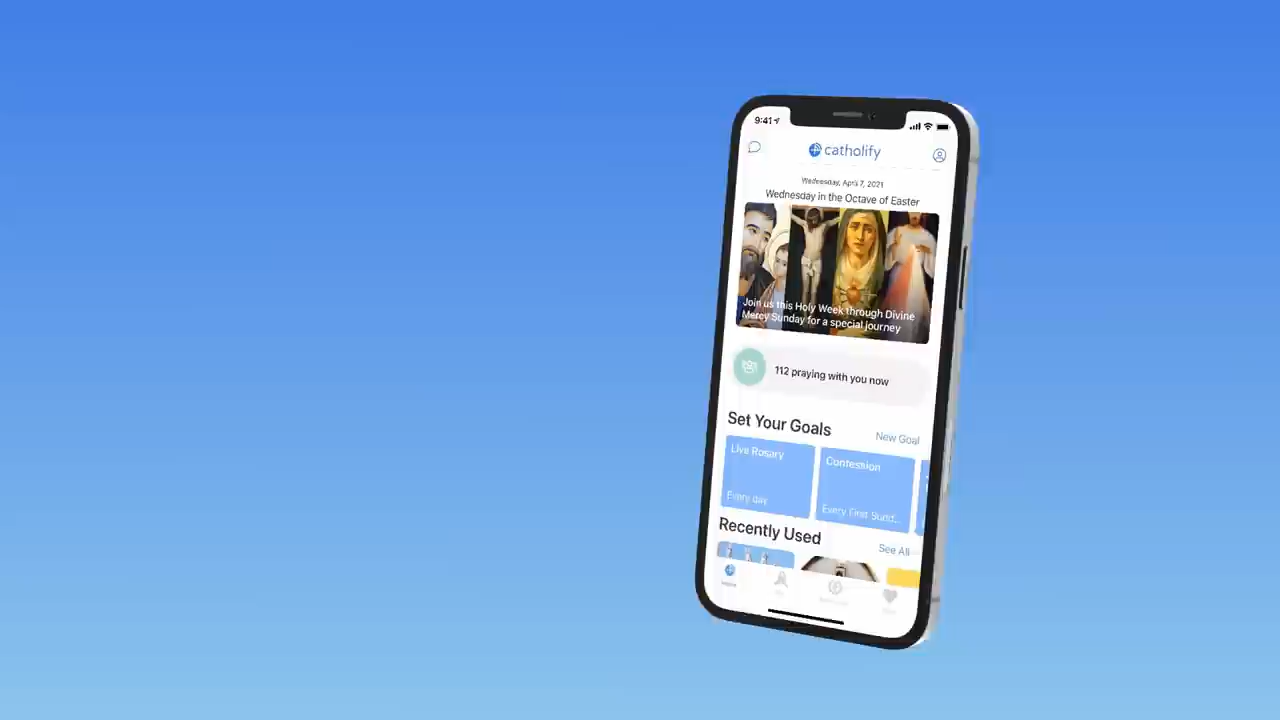 9:41
catholify
Wednesday, April 7, 2021
Wednesday in the Octave of Easter
Join us this Holy Week through Divine
Mercy Sunday for a special journey
112 praying with you now
Set Your Goals
New Goal
Live Rosary
Confession
Every day
Every First Sund...
Recently Used
See All